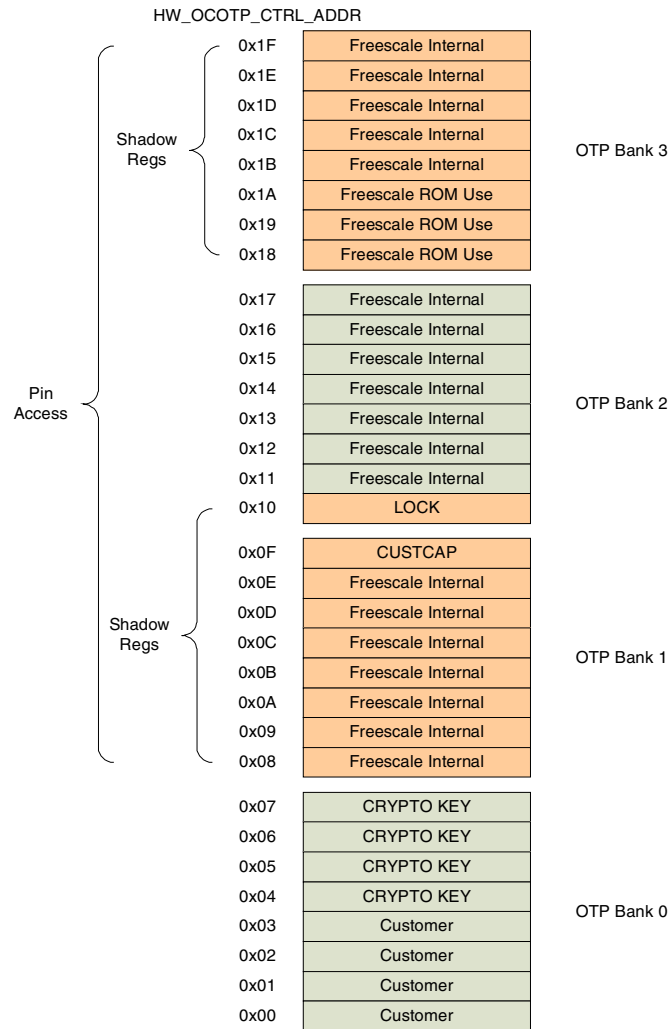 HW_OCOTP_CTRL_ADDR
0x1F Freescale Internal
0x1E Freescale Internal
0x1D Freescale Internal
Shadow
Regs
0x1C Freescale Internal
OTP Bank 3
0x1B Freescale Internal
0x1A Freescale ROM Use
0x19 Freescale ROM Use
0x18 Freescale ROM Use
0x17 Freescale Internal
0x16 Freescale Internal
0x15 Freescale Internal
Pin
Access
0x14 Freescale Internal
OTP Bank 2
0x13 Freescale Internal
0x12 Freescale Internal
0x11 Freescale Internal
0x10 LOCK
0x0F CUSTCAP
0x0E Freescale Internal
0x0D Freescale Internal
Shadow
Regs
0x0C Freescale Internal
OTP Bank 1
0x0B Freescale Internal
0x0A Freescale Internal
0x09 Freescale Internal
0x08 Freescale Internal
0x07 CRYPTO KEY
0x06 CRYPTO KEY
0x05 CRYPTO KEY
0x04 CRYPTO KEY
OTP Bank 0
0x03 Customer
0x02 Customer
0x01 Customer
0x00 Customer